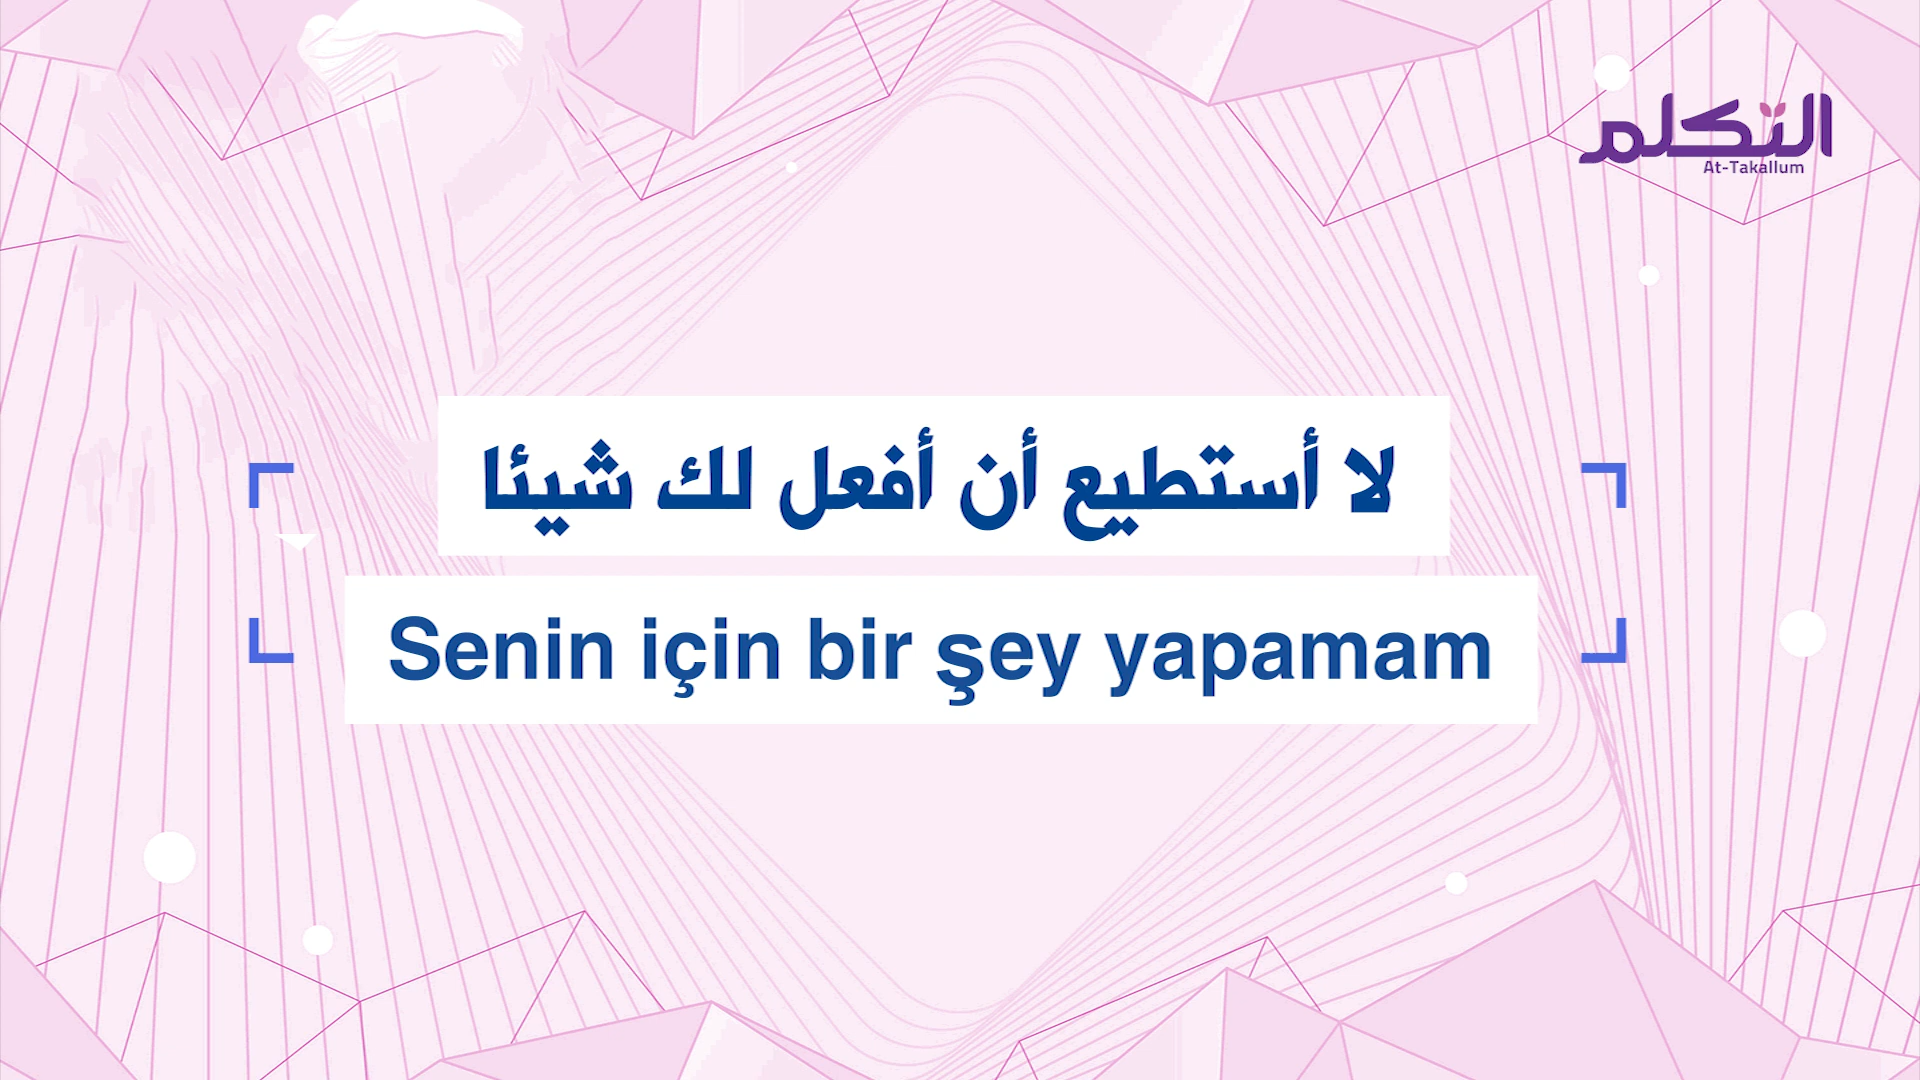 التكلم
At-Takallum
لا أستطيع أن أفعل لك شيئا
Senin için bir şey yapamam